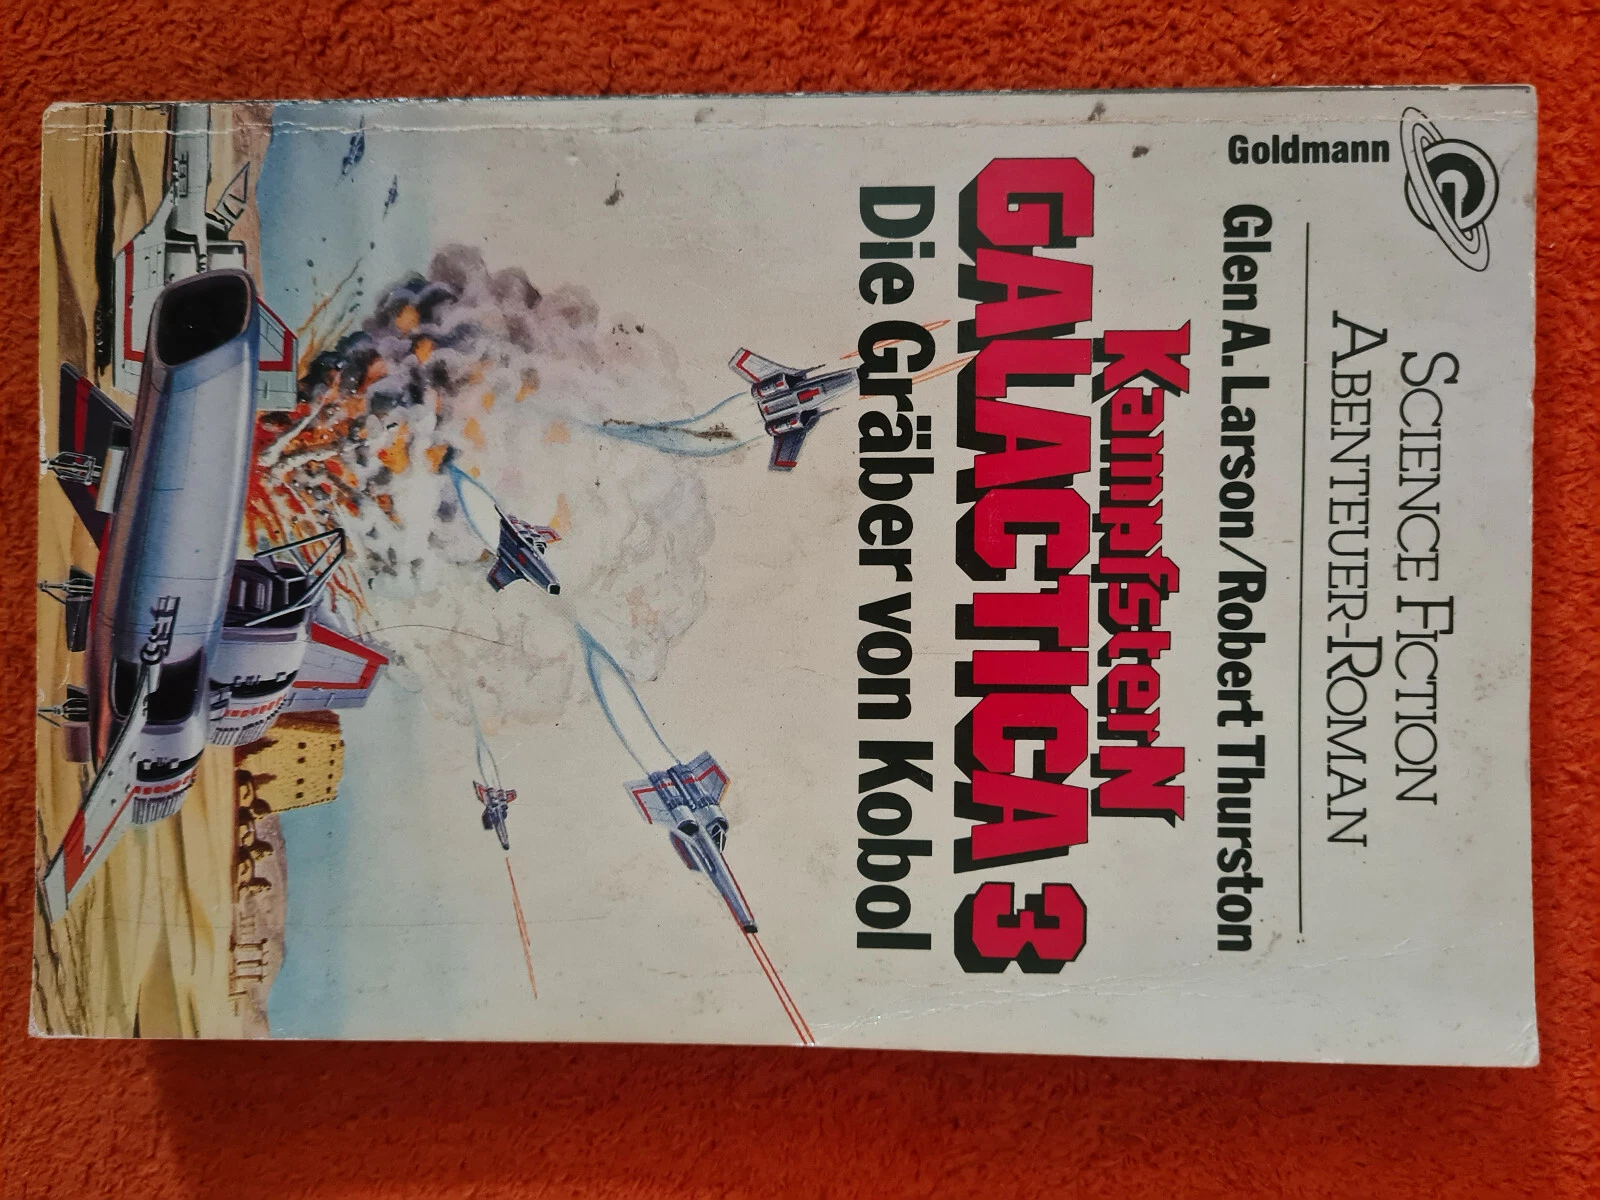 Goldmann
SCIENCE FICTION
ABENTEUER-ROMAN
Glen A. Larson/Robert Thurston
KampfsterN
GALACTICA 3
Die Gräber von Kobol